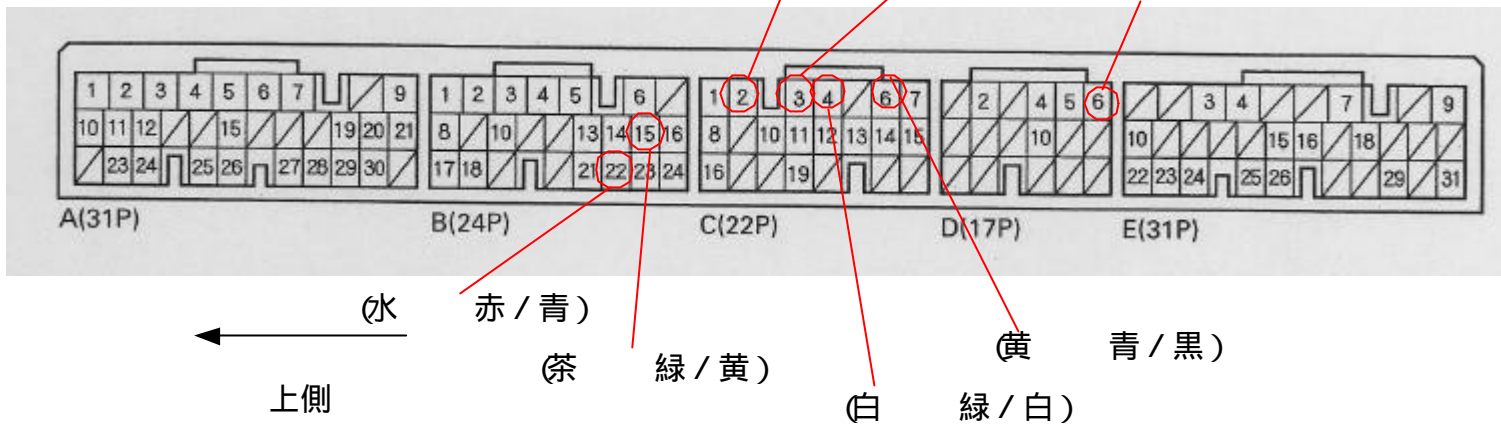 1 2 3 4 5 6 7 9 1 2 3 4 5 6 1 2 3 4 6 7 2 4 5 6 3 4 7 9
10 11 12 15 19 20 21 8 10 13 14 15 16 8 10 11 12 13 14 15 10 10 15 16 18
23 24 25 26 27 28 29 30 17 18 21 22 23 24 16 19 22 23 24 25 26 29 31
A(31P) B(24P) C(22P) D(17P) E(31P)
(水 赤/青)
(黄 青/黒)
(茶 緑/黄)
上側 (白 緑/白)